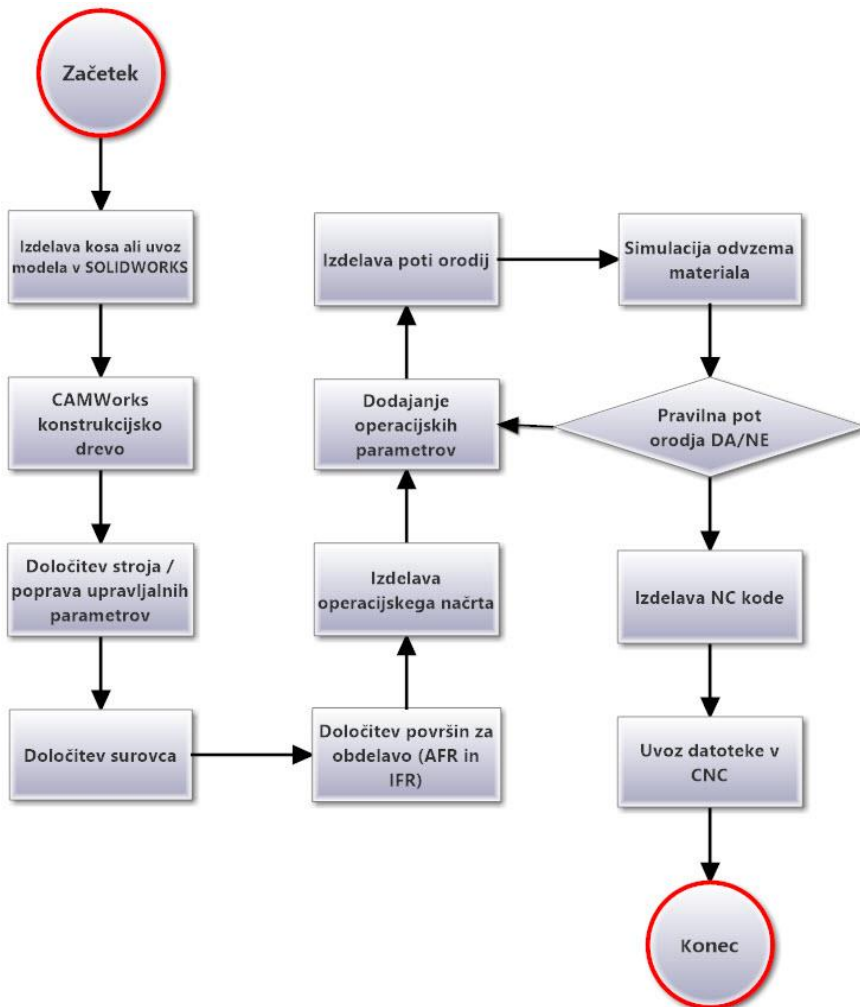 Začetek
Izdelava kosa ali uvoz
modela v SOLIDWORKS
CAMWorks
konstrukcijsko
drevo
Določitev stroja /
poprava upravljalnih
parametrov
Določitev surovca
Določitev površin za
obdelavo (AFR in
IFR)
Izdelava
operacijskega načrta
Dodajanje
operacijskih
parametrov
Izdelava poti orodij
Simulacija odvzema
materiala
Pravilna pot
orodja DA/NE
Izdelava NC kode
Uvoz datoteke v
CNC
Konec